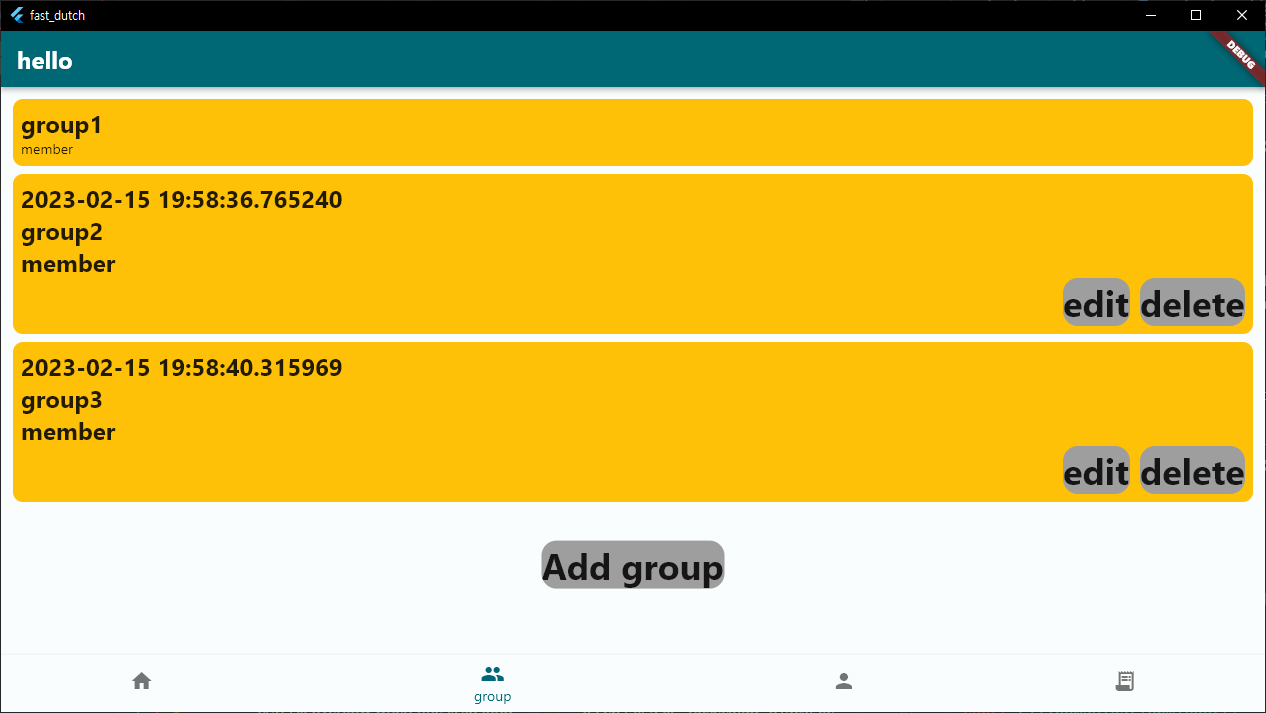 fast_dutch
hello
DEBUG
group1
member
2023-02-15 19:58:36.765240
group2
member
edit delete
2023-02-15 19:58:40.315969
group3
member
edit delete
Add group
group